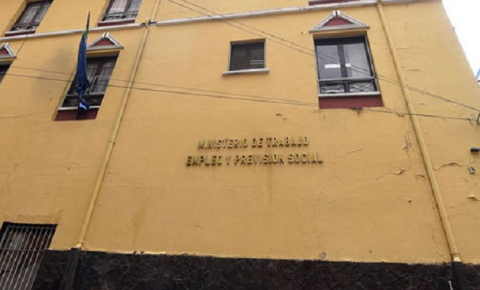 MINISTERIO DE TRABAJO
EMPLEO Y PREVISION SOCIAL